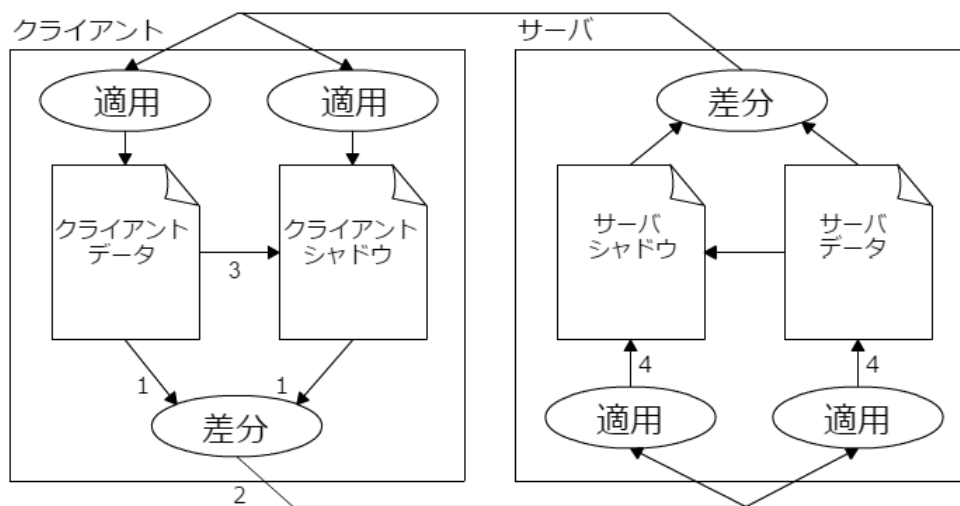 クライアント
サーバ
適用
適用
差分
クライアント
データ
クライアント
シャドウ
サーバ
シャドウ
サーバ
データ
3
1
1
4
4
差分
適用
適用
2